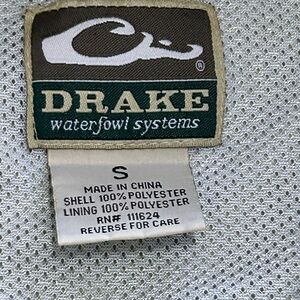 ®
DRAKE
waterfowl systems
S
MADE IN CHINA
SHELL 100% POLYESTER
LINING 100% POLYESTER
RN# 111624
REVERSE FOR CARE